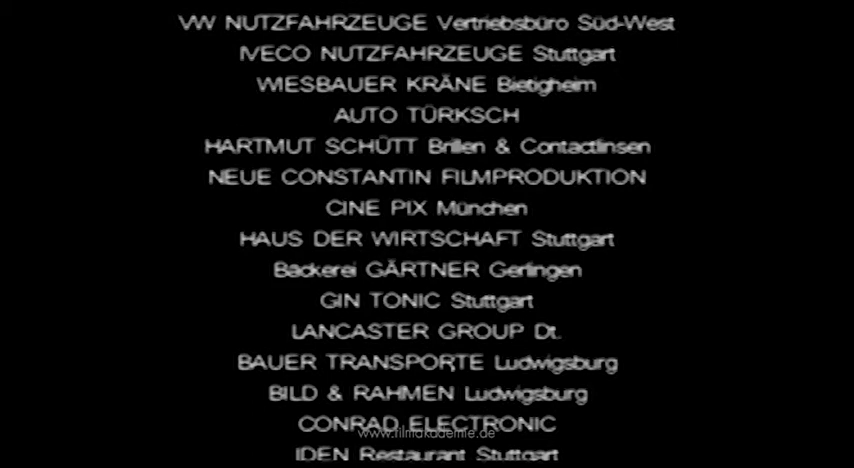 VW NUTZFAHRZEUGE Vertriebsbüro Süd-West
IVECO NUTZFAHRZEUGE Stuttgart
WIESBAUER KRÄNE Bietigheim
AUTO TÜRKSCH
HARTMUT SCHÜTT Brillen & Contactlinsen
NEUE CONSTANTIN FILMPRODUKTION
CINE PIX München
HAUS DER WIRTSCHAFT Stuttgart
Bäckerei GÄRTNER Gerlingen
GIN TONIC Stuttgart
LANCASTER GROUP Dt.
BAUER TRANSPORTE Ludwigsburg
BILD & RAHMEN Ludwigsburg
CONRAD ELECTRONIC
www.filmakademie.de
IDEN Restaurant Stuttgart